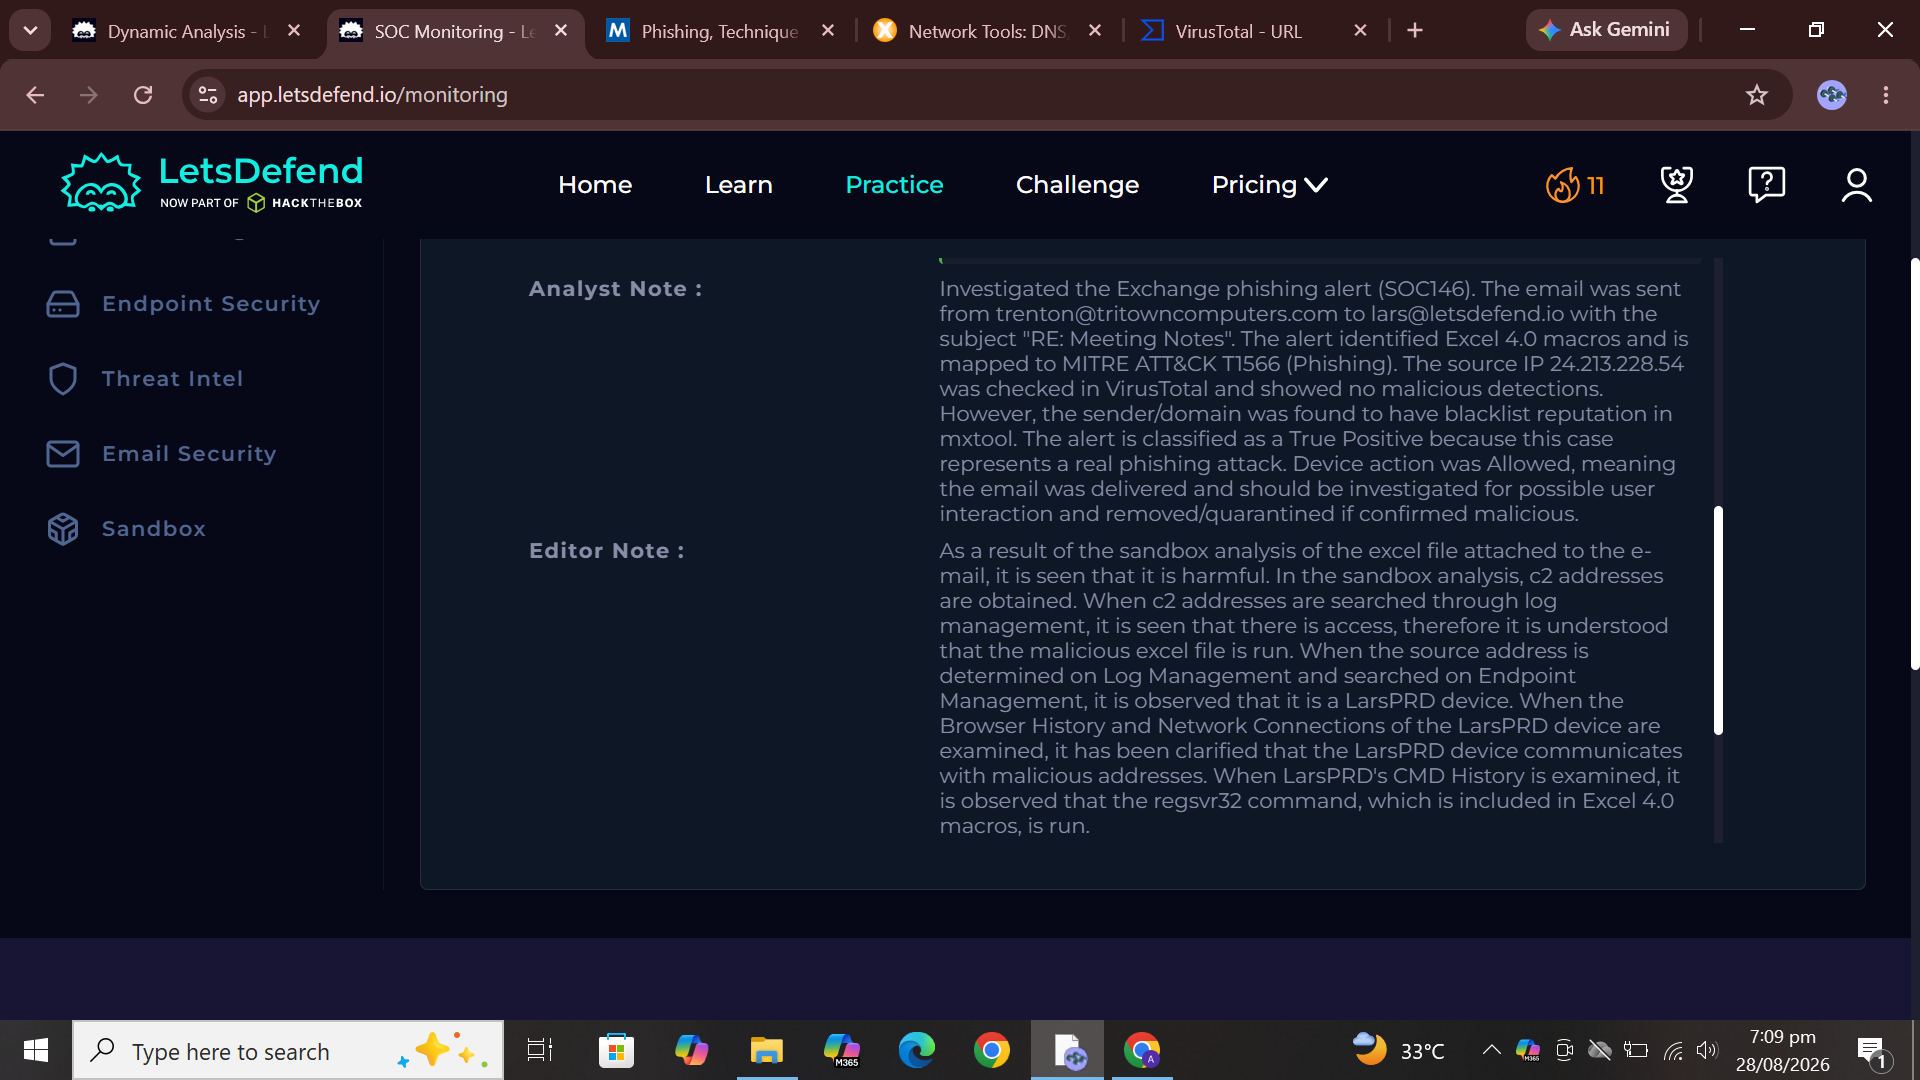 Dynamic Analysis - L
SOC Monitoring - Le
Phishing, Technique
Network Tools: DNS,
VirusTotal - URL
Ask Gemini
app.letsdefend.io/monitoring
LetsDefend
NOW PART OF HACKTHEBOX
Home
Learn
Practice
Challenge
Pricing
11
Endpoint Security
Threat Intel
Email Security
Sandbox
Analyst Note :
Investigated the Exchange phishing alert (SOC146). The email was sent
from trenton@tritowncomputers.com to lars@letsdefend.io with the
subject "RE: Meeting Notes". The alert identified Excel 4.0 macros and is
mapped to MITRE ATT&CK T1566 (Phishing). The source IP 24.213.228.54
was checked in VirusTotal and showed no malicious detections.
However, the sender/domain was found to have blacklist reputation in
mxtool. The alert is classified as a True Positive because this case
represents a real phishing attack. Device action was Allowed, meaning
the email was delivered and should be investigated for possible user
interaction and removed/quarantined if confirmed malicious.
Editor Note :
As a result of the sandbox analysis of the excel file attached to the e-
mail, it is seen that it is harmful. In the sandbox analysis, c2 addresses
are obtained. When c2 addresses are searched through log
management, it is seen that there is access, therefore it is understood
that the malicious excel file is run. When the source address is
determined on Log Management and searched on Endpoint
Management, it is observed that it is a LarsPRD device. When the
Browser History and Network Connections of the LarsPRD device are
examined, it has been clarified that the LarsPRD device communicates
with malicious addresses. When LarsPRD's CMD History is examined, it
is observed that the regsvr32 command, which is included in Excel 4.0
macros, is run.
Type here to search
M365
A
33°C
M365
7:09 pm
28/08/2026
1